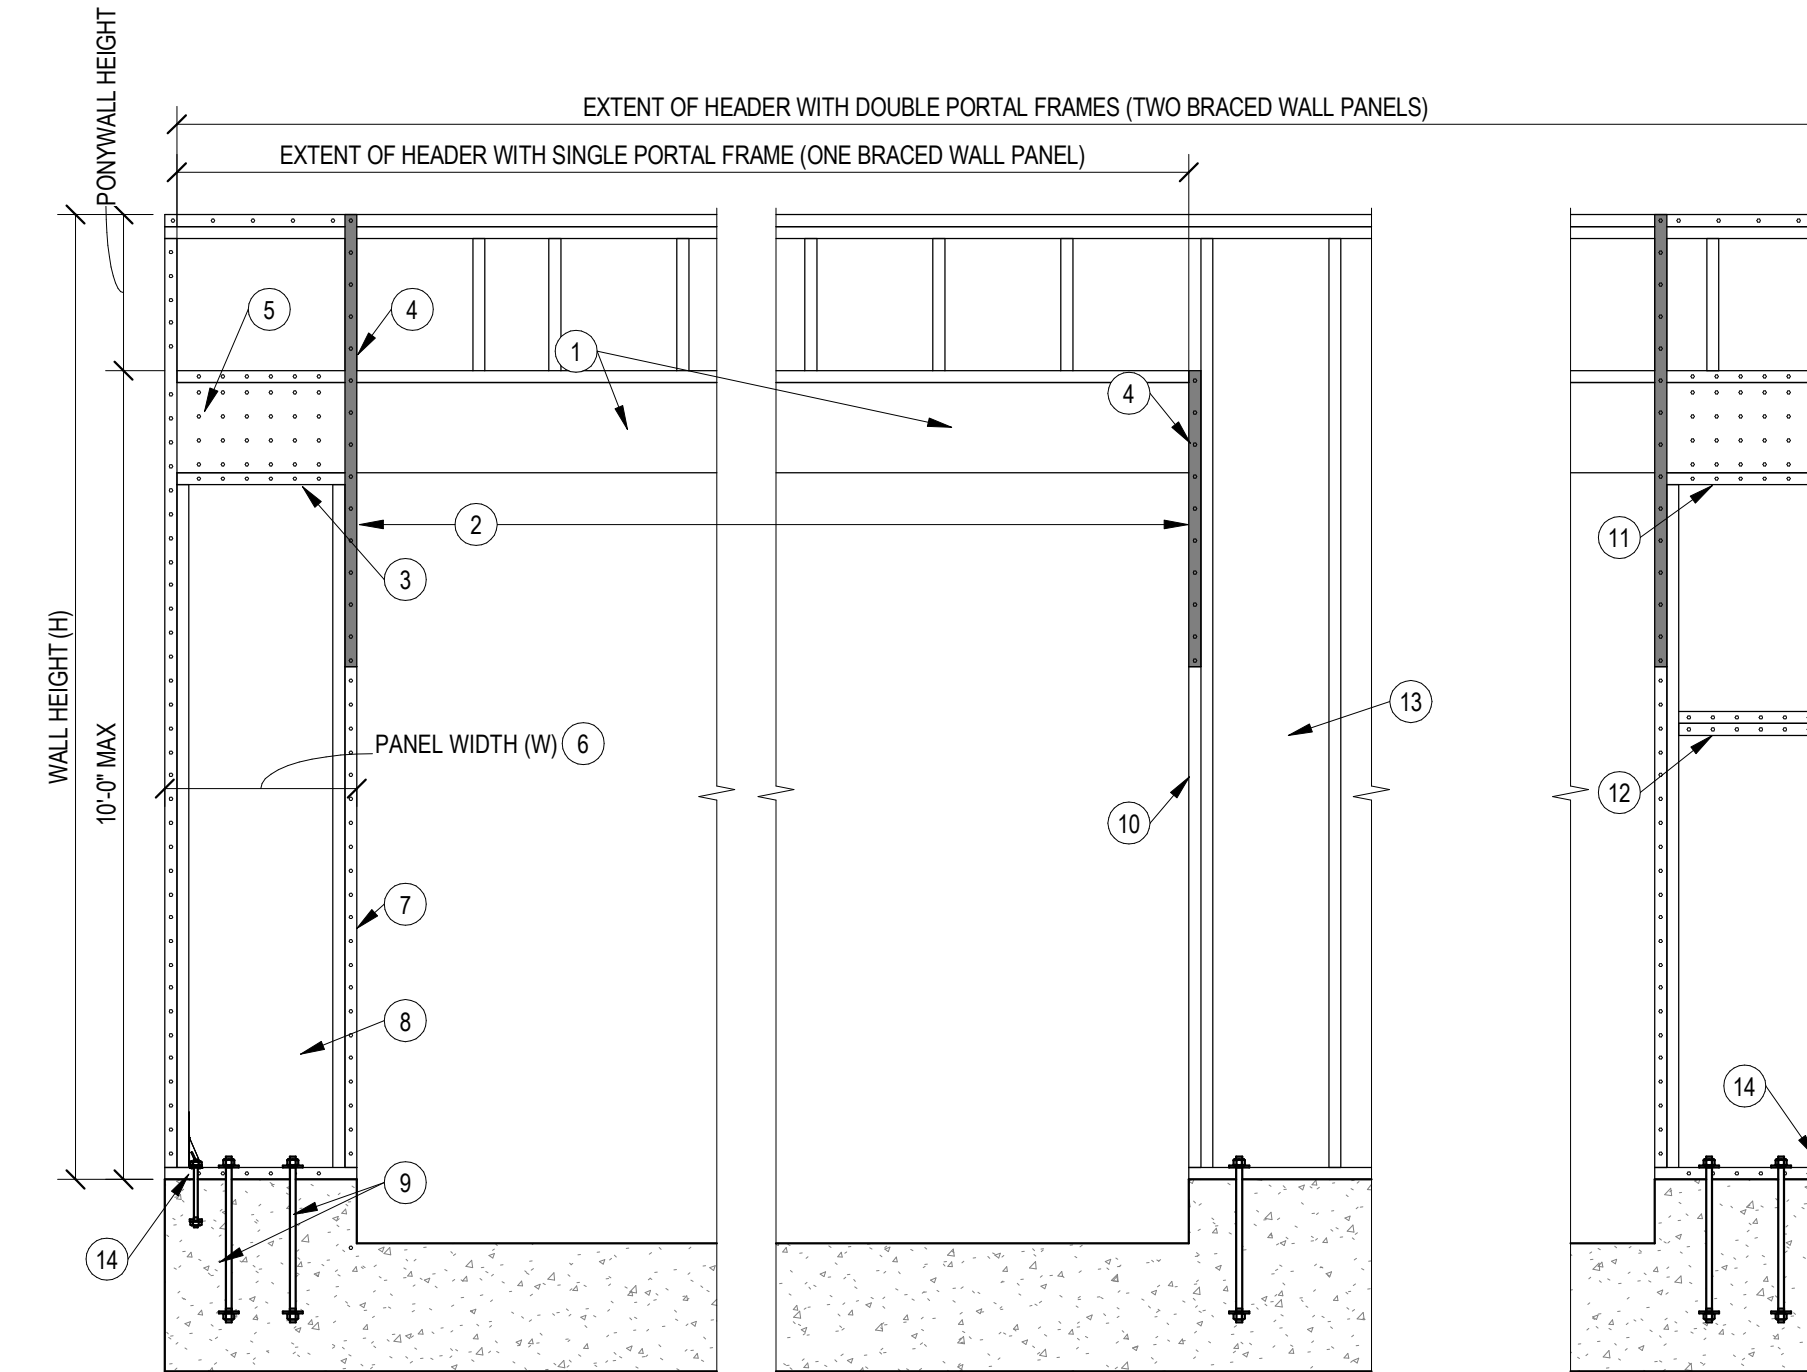 PONYWALL HEIGHT
EXTENT OF HEADER WITH DOUBLE PORTAL FRAMES (TWO BRACED WALL PANELS)
EXTENT OF HEADER WITH SINGLE PORTAL FRAME (ONE BRACED WALL PANEL)
5
4
1
4
2
11
3
WALL HEIGHT (H)
10'-0" MAX
13
PANEL WIDTH (W) 6
12
10
7
8
14
9
14